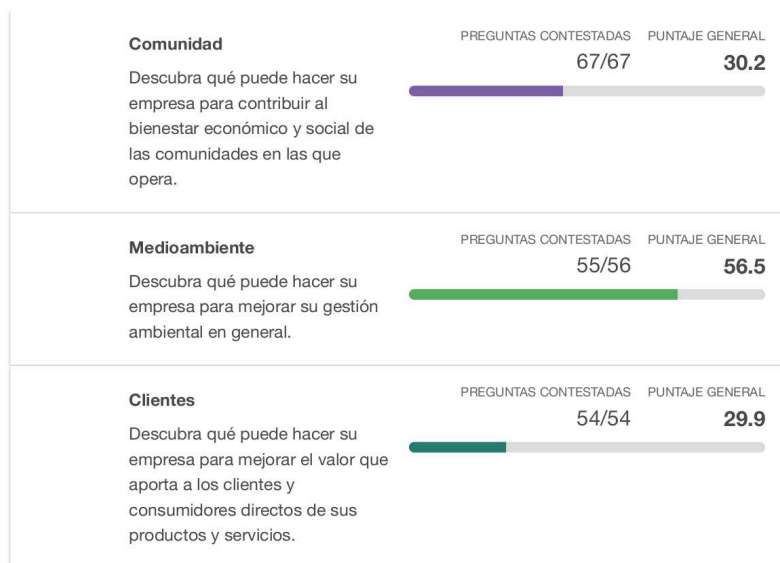 Comunidad
PREGUNTAS CONTESTADAS PUNTAJE GENERAL
67/67 30.2
Descubra qué puede hacer su
empresa para contribuir al
bienestar económico y social de
las comunidades en las que
opera.
Medioambiente
PREGUNTAS CONTESTADAS PUNTAJE GENERAL
55/56 56.5
Descubra qué puede hacer su
empresa para mejorar su gestión
ambiental en general.
Clientes
PREGUNTAS CONTESTADAS PUNTAJE GENERAL
54/54 29.9
Descubra qué puede hacer su
empresa para mejorar el valor que
aporta a los clientes y
consumidores directos de sus
productos y servicios.